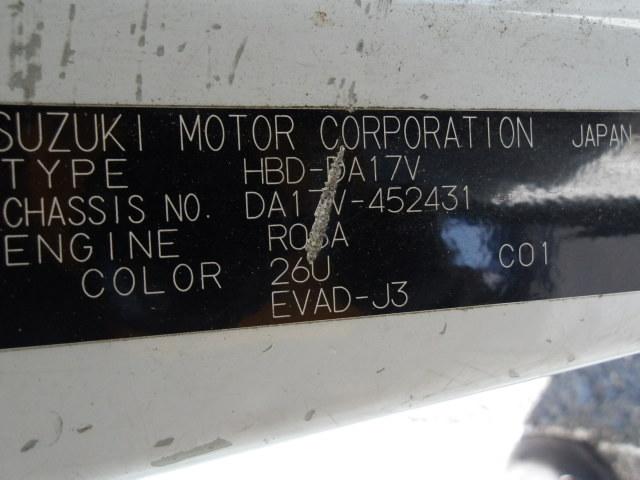 SUZUKI MOTOR CORPORATION JAPAN
TYPE HBD-DA17V
CHASSIS NO. DA17V-452431
ENGINE R06A
COLOR 26U C01
EVAD-J3